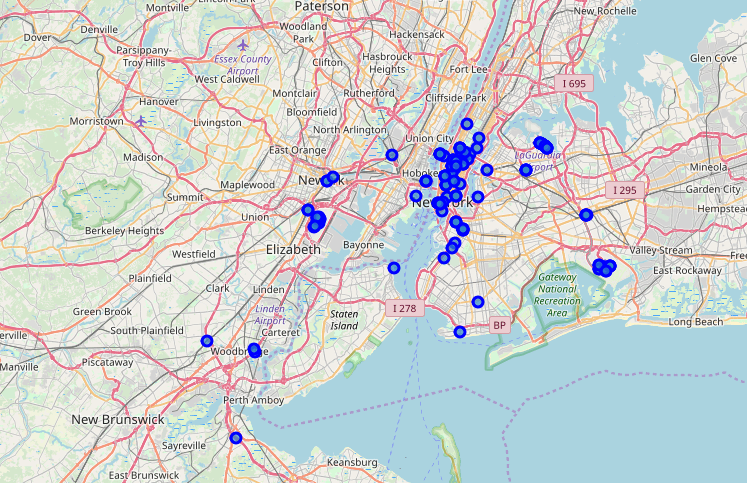 Montville
Paterson
New Rochelle
Denville
Dover
Woodland
Park
Hackensack
Parsippany-
Troy Hills
Essex County
Airport
Clifton
Hasbrouck
Heights
Fort Lee
Glen Cove
West Caldwell
I 695
Hanover
Montclair
Rutherford
Cliffside Park
Morristown
Livingston
Bloomfield
North Arlington
Union City
Madison
East Orange
LaGuardia
Airport
Mineola
Maplewood
Newark
Hoboken
I 295
Garden City
Summit
New York
Hempstea
Union
Berkeley Heights
Elizabeth
Bayonne
Valley Stream
Free
Westfield
East Rockaway
Clark
Linden
Gateway
National
Recreation
Area
Green Brook
Linden
Airport
Staten
Island
I 278
Long Beach
South Plainfield
Carteret
BP
erville
Woodbridge
Piscataway
Manville
Perth Amboy
New Brunswick
Sayreville
Keansburg
East Brunswick